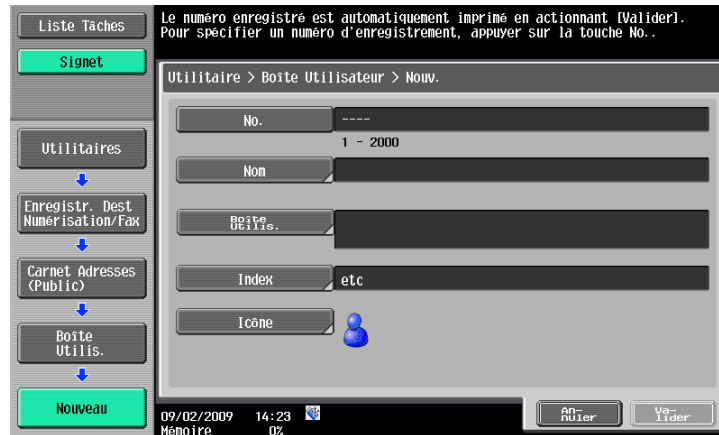 Liste Tâches
Signet
Utilitaires
Enregistr. Dest
Numérisation/Fax
Carnet Adresses
(Public)
Boîte
Utilis.
Nouveau
Le numéro enregistré est automatiquement imprimé en actionnant [Valider].
Pour spécifier un numéro d'enregistrement, appuyer sur la touche No..
Utilitaire > Boîte Utilisateur > Nouv.
No.
----
1 - 2000
Nom
Boîte
Utilis.
Index
etc
Icône
09/02/2009 14:23
Mémoire 0%
An-
nuler
Va-
lider